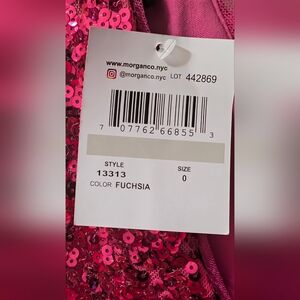 www.morganco.nyc
@morganco.nyc LOT 442869
7 07762 66855 3
STYLE SIZE
13313 0
COLOR FUCHSIA